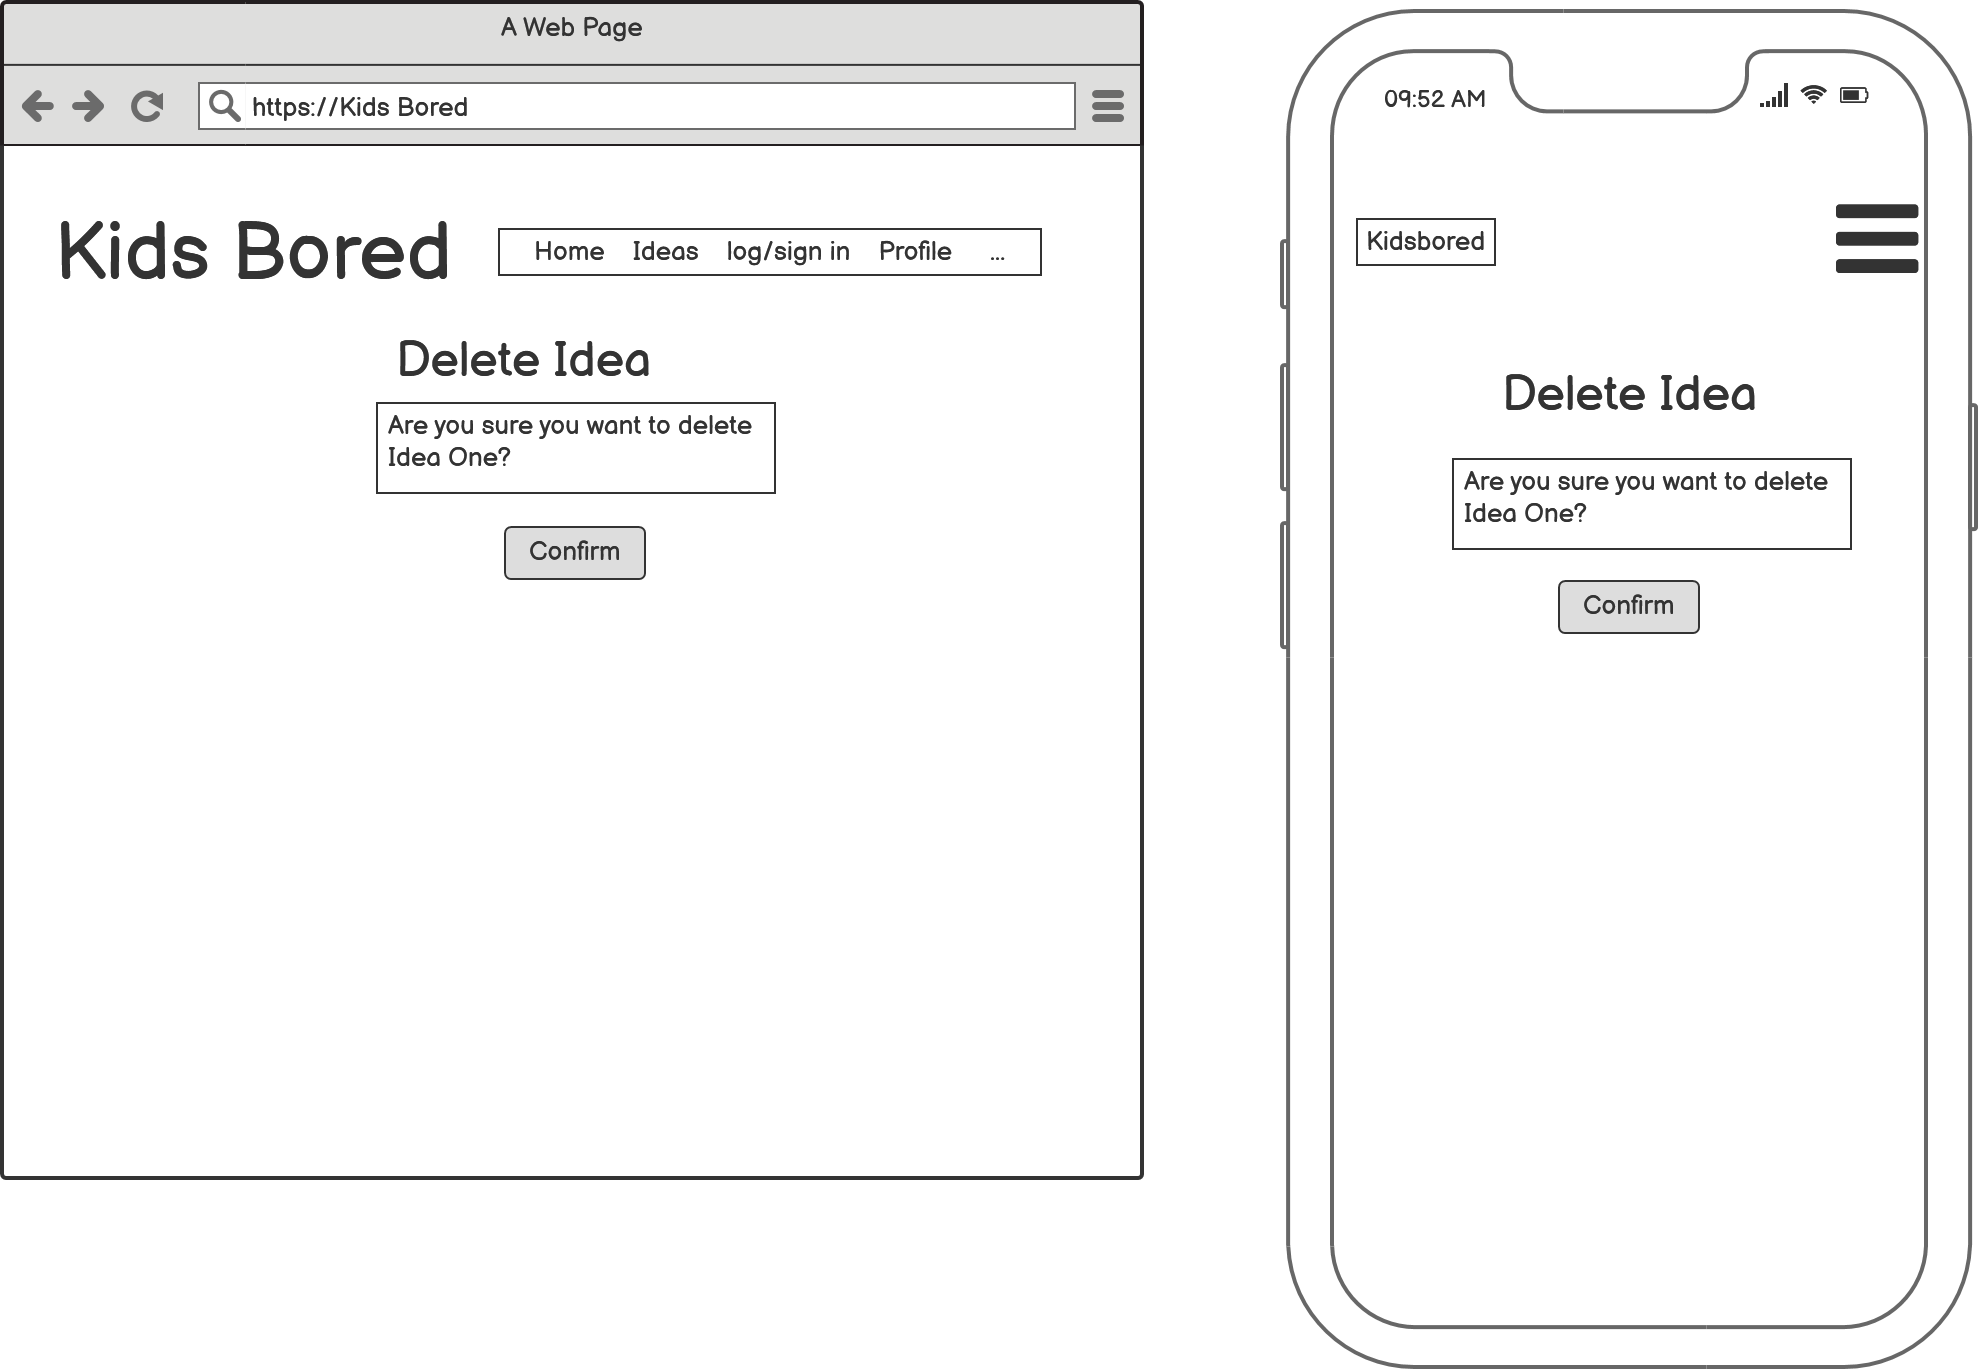 A Web Page
https://Kids Bored
Kids Bored
Home Ideas log/sign in Profile ...
Delete Idea
Are you sure you want to delete
Idea One?
Confirm
09:52 AM
Kidsbored
Delete Idea
Are you sure you want to delete
Idea One?
Confirm